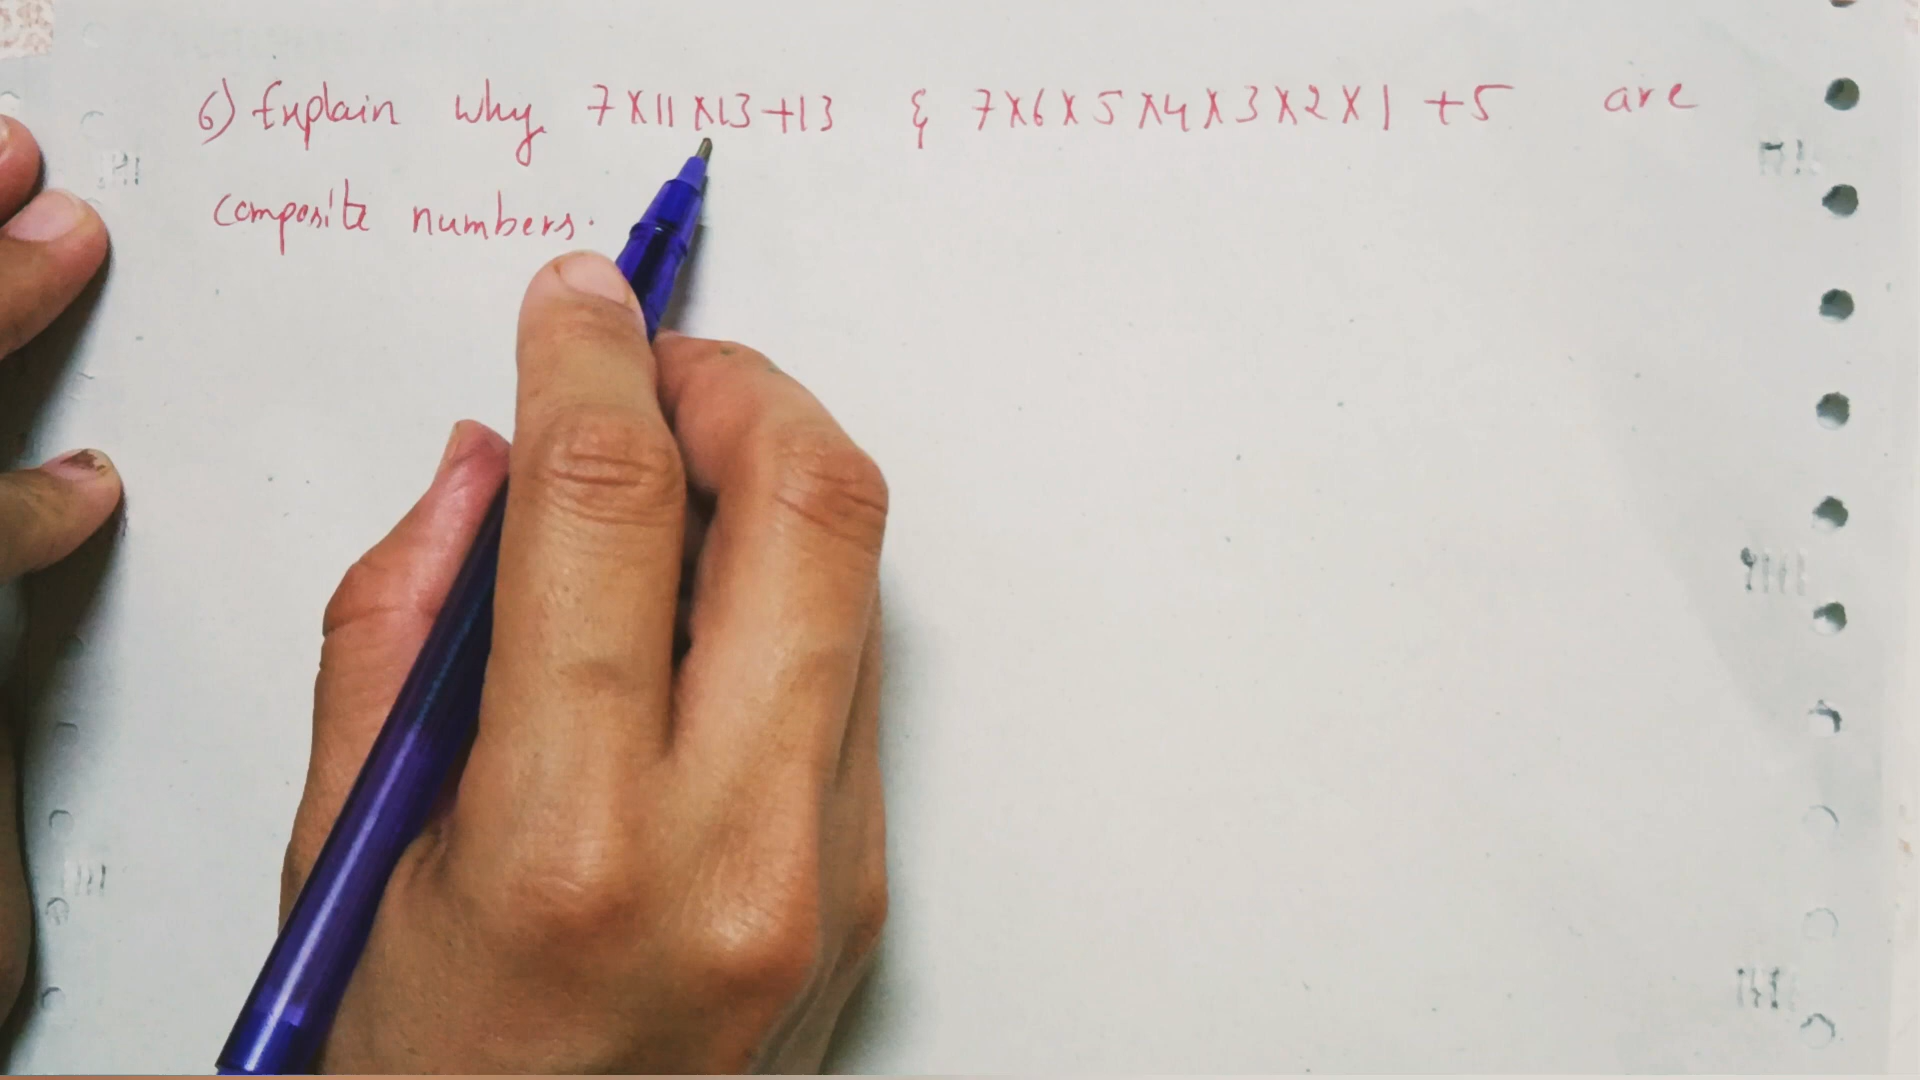 6) Explain why 7×11×13+13 & 7×6×5×4×3×2×1 +5 are
composite numbers.